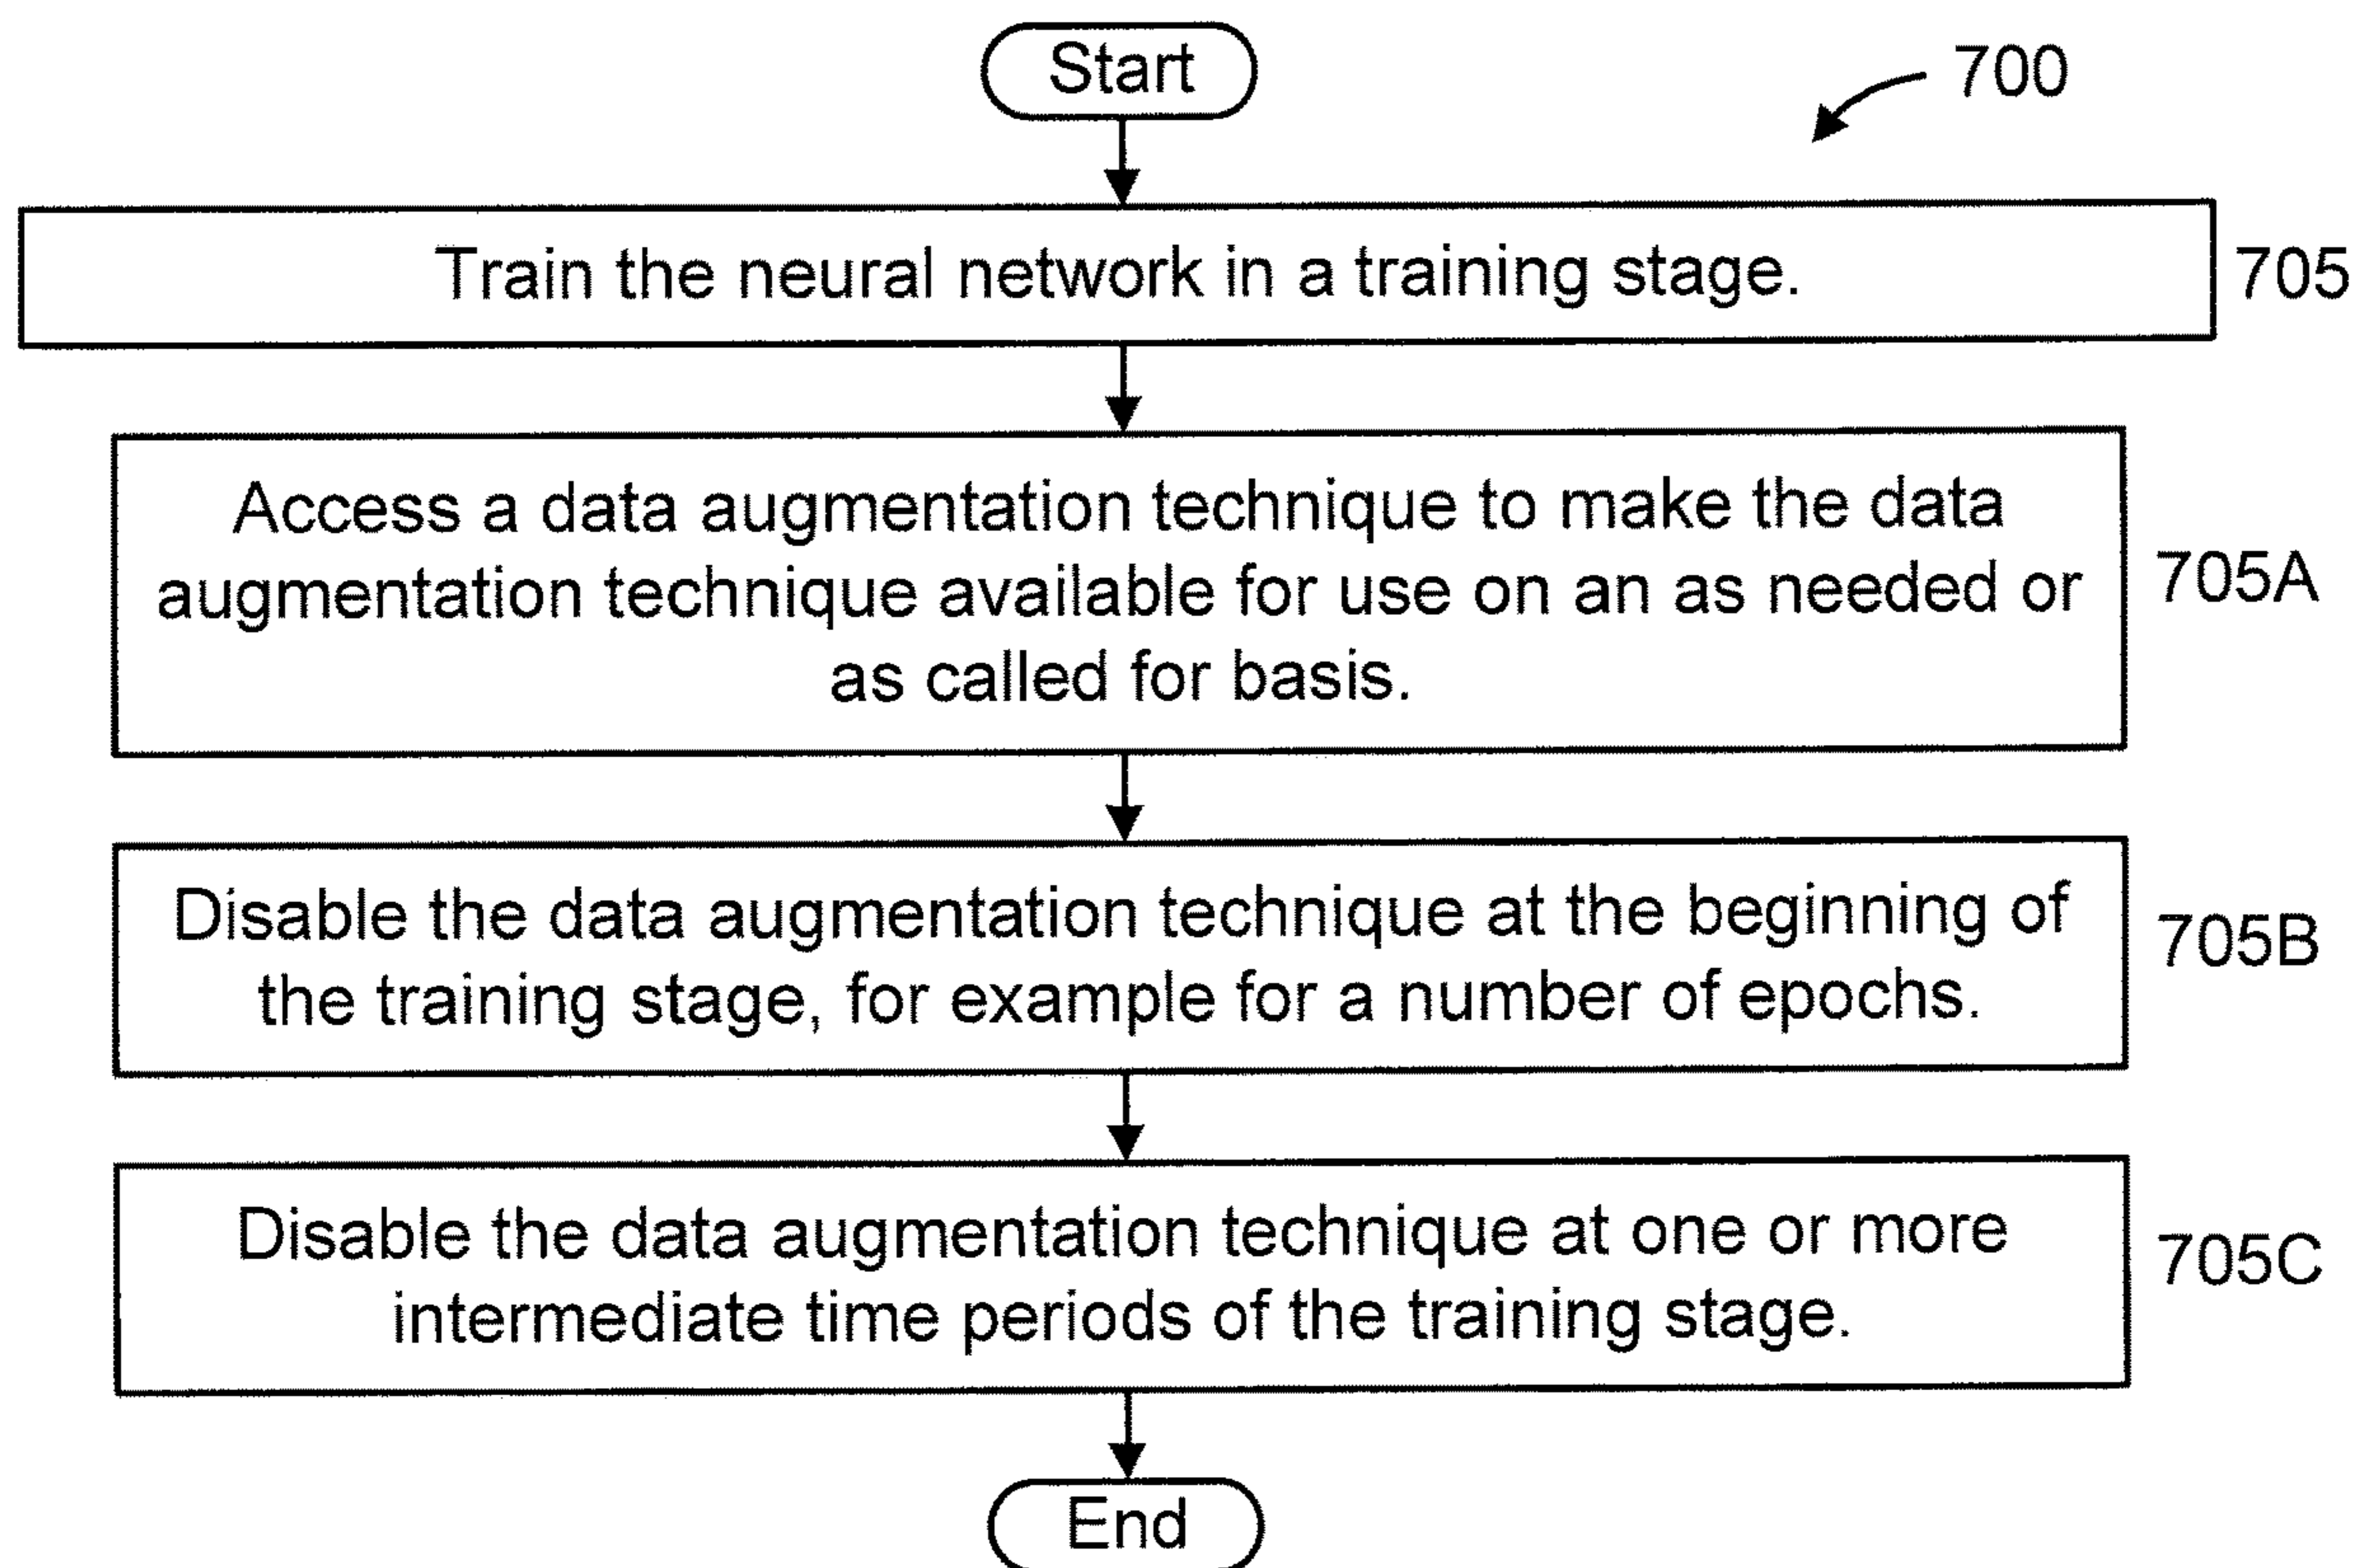 Start
700
Train the neural network in a training stage.
705
Access a data augmentation technique to make the data
augmentation technique available for use on an as needed or
as called for basis.
705A
Disable the data augmentation technique at the beginning of
the training stage, for example for a number of epochs.
705B
Disable the data augmentation technique at one or more
intermediate time periods of the training stage.
705C
End